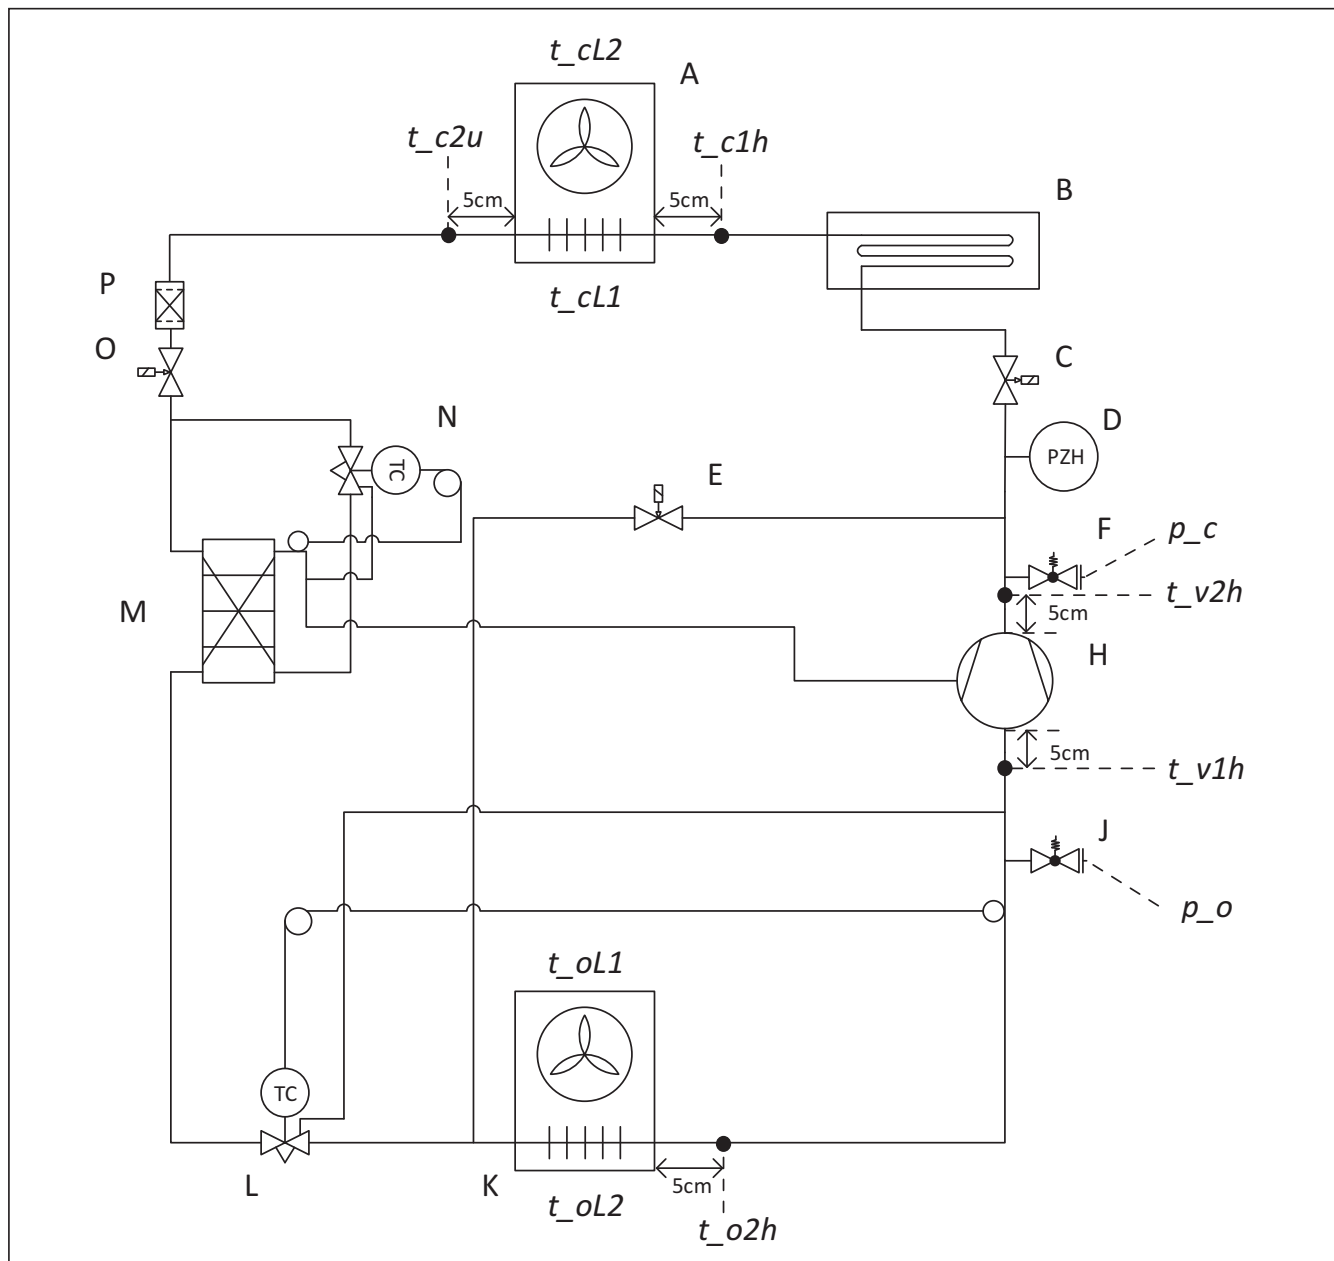 t_cL2
A
t_c2u
t_c1h
5cm
5cm
B
t_cL1
P
O
C
N
D
TC
PZH
E
F
p_c
t_v2h
5cm
M
H
5cm
t_v1h
J
p_o
t_oL1
TC
L
K
5cm
t_oL2
t_o2h